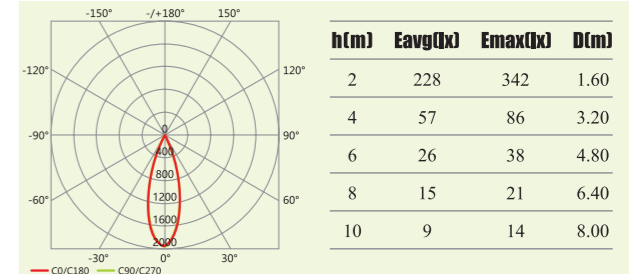 -150° -/+180° 150°
-120° 120°
-90° 0 90°
400
800
-60° 1200 60°
1600
2000
-30° 0° 30°
C0/C180 C90/C270
h(m) Eavg(lx) Emax(lx) D(m)
2 228 342 1.60
4 57 86 3.20
6 26 38 4.80
8 15 21 6.40
10 9 14 8.00